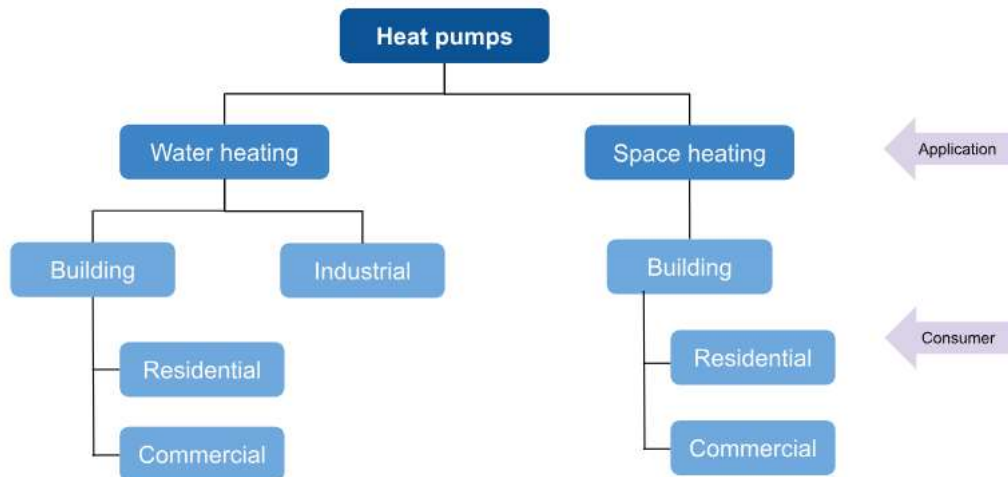 Heat pumps
Water heating
Space heating
Application
Building
Industrial
Building
Consumer
Residential
Residential
Commercial
Commercial